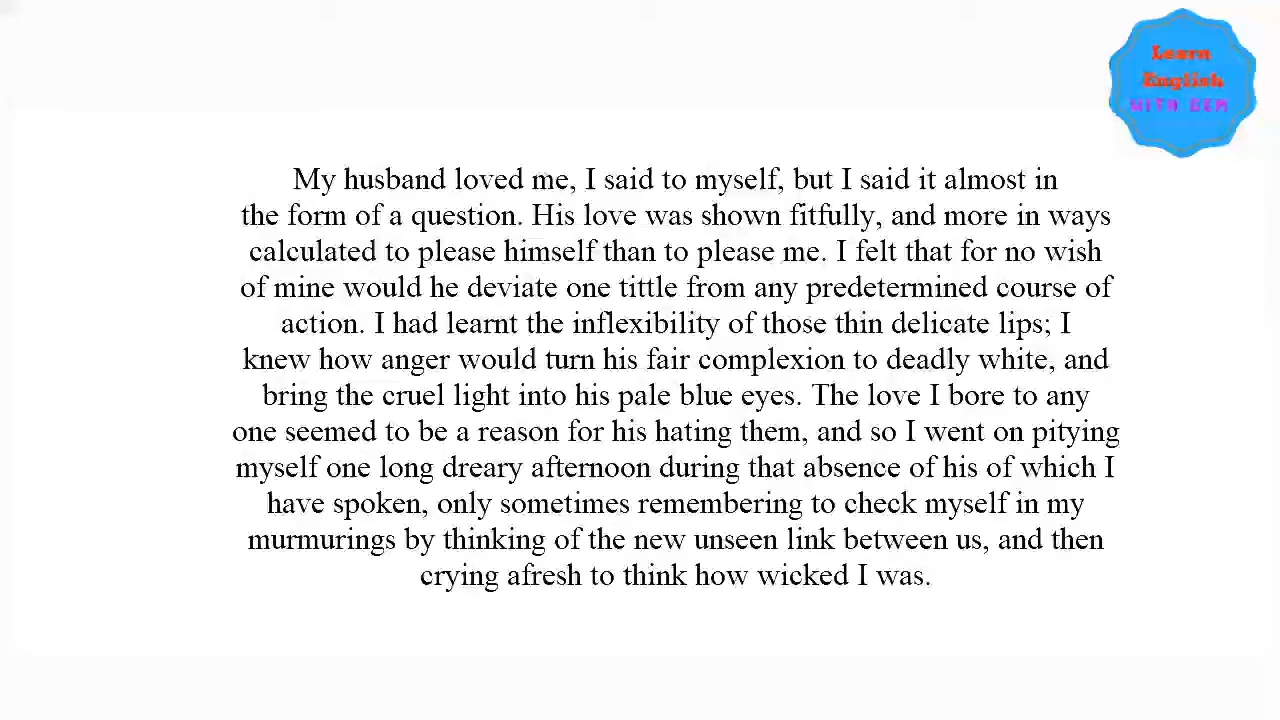 Learn
English
WITH GEM
My husband loved me, I said to myself, but I said it almost in
the form of a question. His love was shown fitfully, and more in ways
calculated to please himself than to please me. I felt that for no wish
of mine would he deviate one tittle from any predetermined course of
action. I had learnt the inflexibility of those thin delicate lips; I
knew how anger would turn his fair complexion to deadly white, and
bring the cruel light into his pale blue eyes. The love I bore to any
one seemed to be a reason for his hating them, and so I went on pitying
myself one long dreary afternoon during that absence of his of which I
have spoken, only sometimes remembering to check myself in my
murmurings by thinking of the new unseen link between us, and then
crying afresh to think how wicked I was.